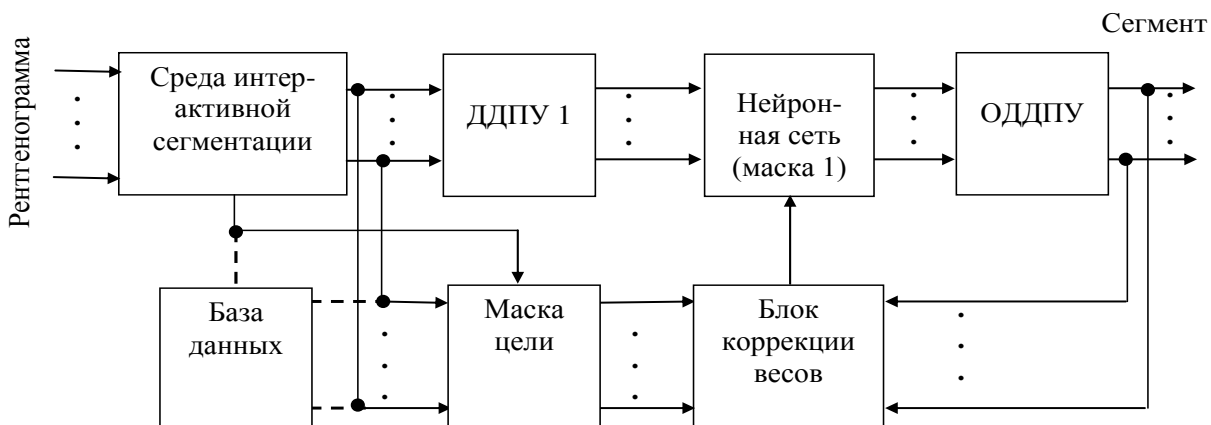 Сегмент
Рентгенограмма
Среда интер-
активной
сегментации
ДДПУ 1
Нейрон-
ная сеть
(маска 1)
ОДДПУ
База
данных
Маска
цели
Блок
коррекции
весов